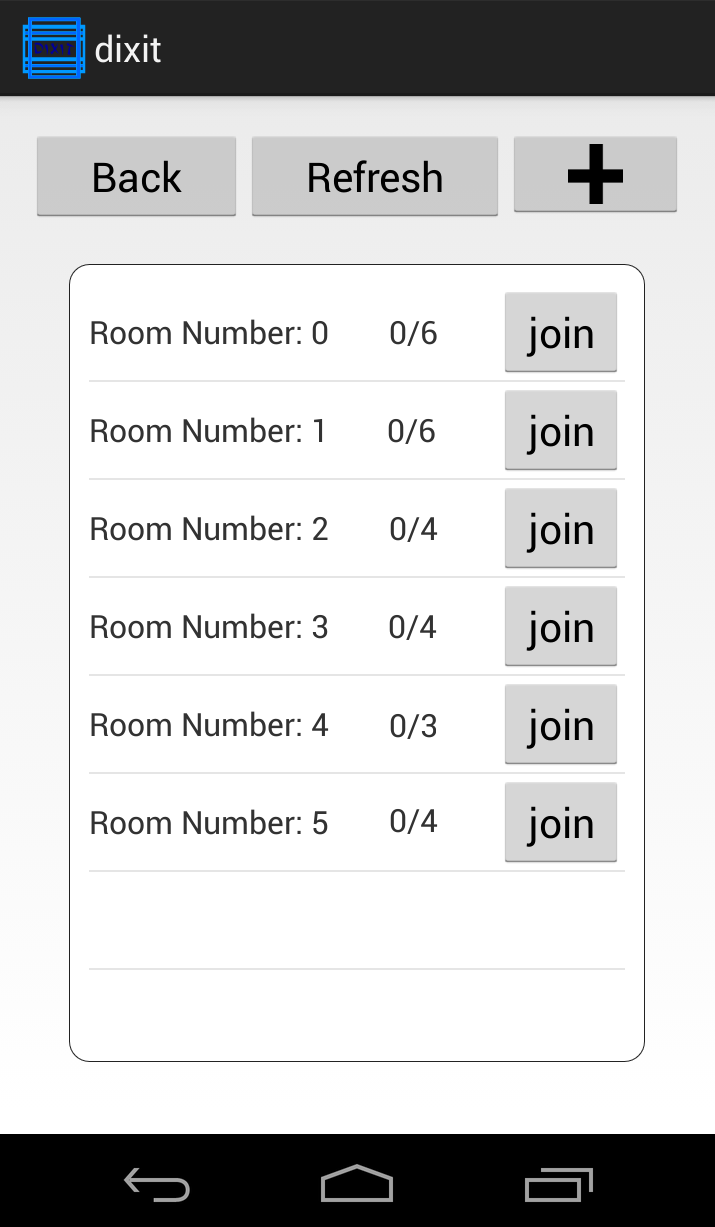 DIXIT dixit
Back Refresh +
Room Number: 0 0/6 join
Room Number: 1 0/6 join
Room Number: 2 0/4 join
Room Number: 3 0/4 join
Room Number: 4 0/3 join
Room Number: 5 0/4 join